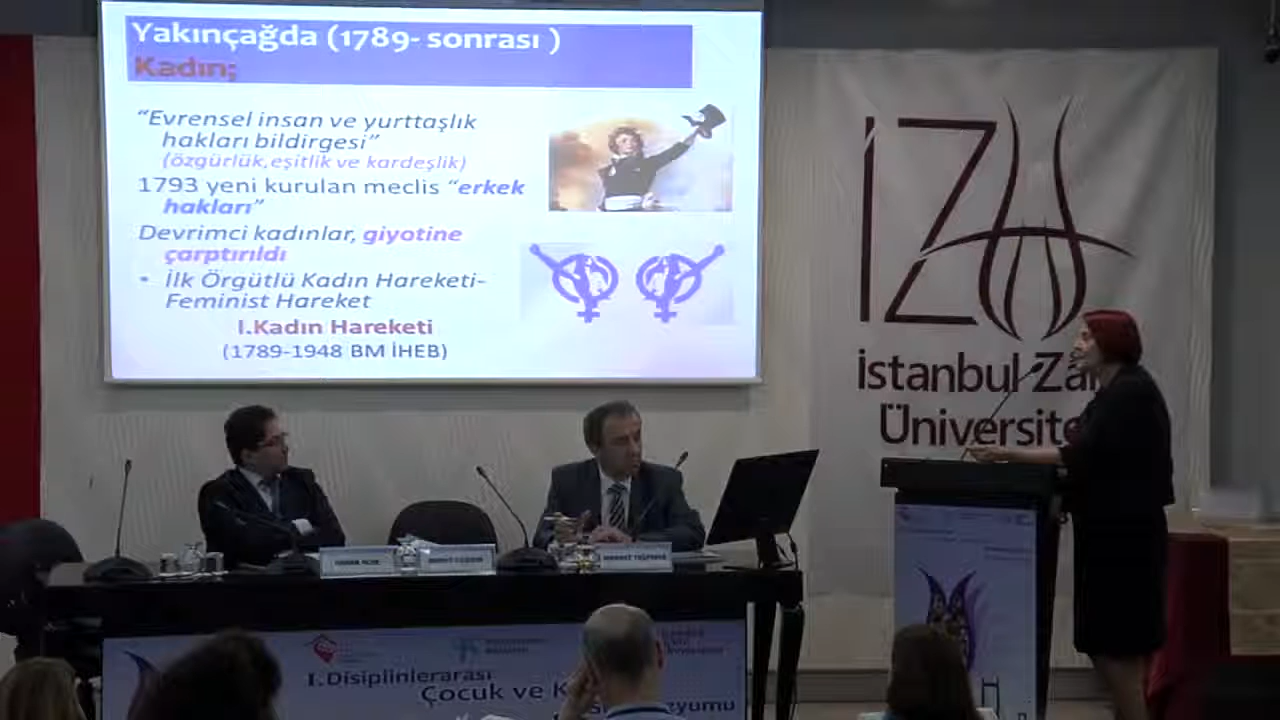 Yakınçağda (1789- sonrası )
Kadın;
“Evrensel insan ve yurttaşlık
hakları bildirgesi”
(özgürlük,eşitlik ve kardeşlik)
1793 yeni kurulan meclis “erkek
hakları”
Devrimci kadınlar, giyotine
çarptırıldı
• İlk Örgütlü Kadın Hareketi-
Feminist Hareket
I.Kadın Hareketi
(1789-1948 BM İHEB)
İZÜ
İstanbul Za
Üniversite
I.Disiplinlerarası
Çocuk ve K